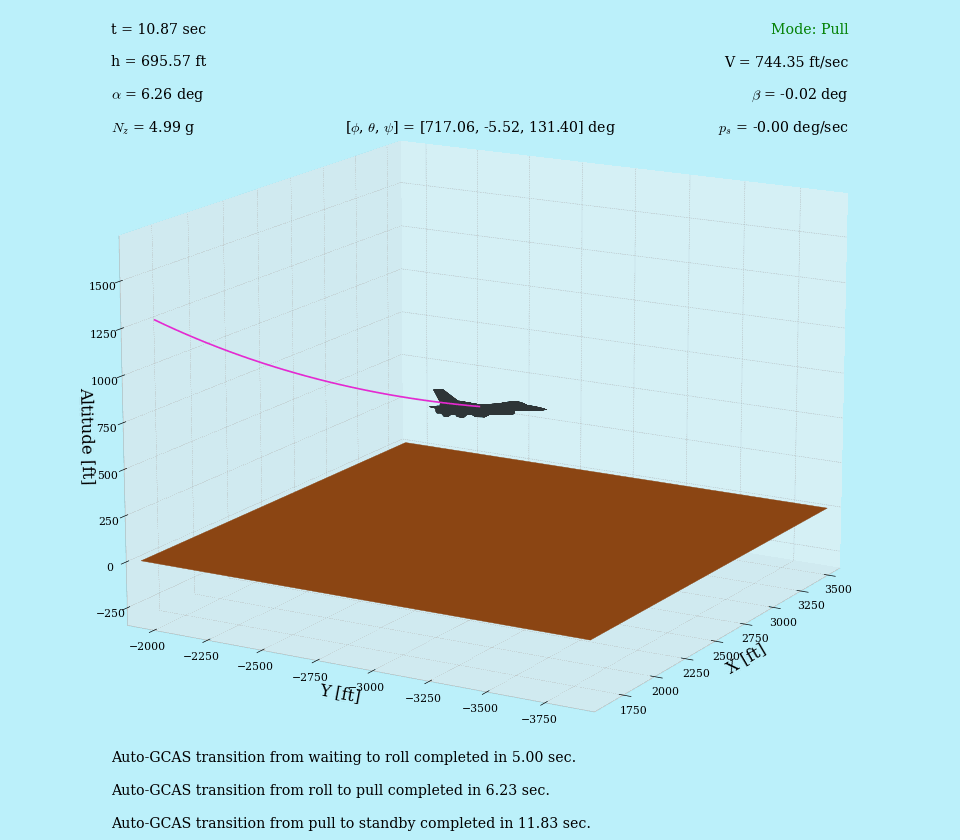 t = 10.87 sec
Mode: Pull
h = 695.57 ft
V = 744.35 ft/sec
α = 6.26 deg
β = -0.02 deg
N_z = 4.99 g
[ϕ, θ, ψ] = [717.06, -5.52, 131.40] deg
p_s = -0.00 deg/sec
1500
1250
1000
750
500
250
0
−250
Altitude [ft]
−2000
−2250
−2500
−2750
−3000
−3250
−3500
−3750
Y [ft]
1750
2000
2250
2500
2750
3000
3250
3500
X [ft]
Auto-GCAS transition from waiting to roll completed in 5.00 sec.
Auto-GCAS transition from roll to pull completed in 6.23 sec.
Auto-GCAS transition from pull to standby completed in 11.83 sec.